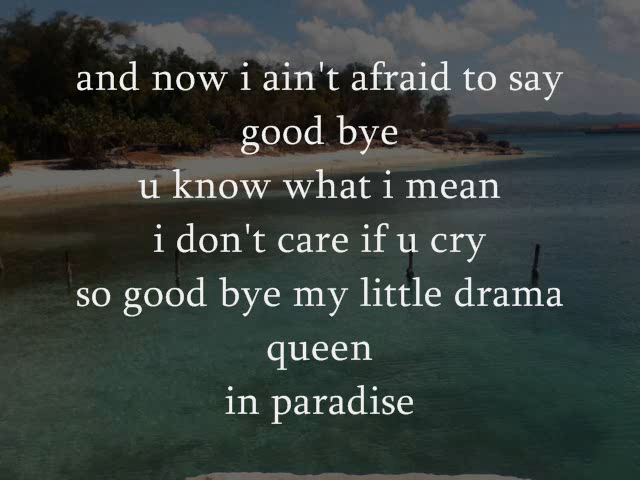 and now i ain't afraid to say
good bye
u know what i mean
i don't care if u cry
so good bye my little drama
queen
in paradise